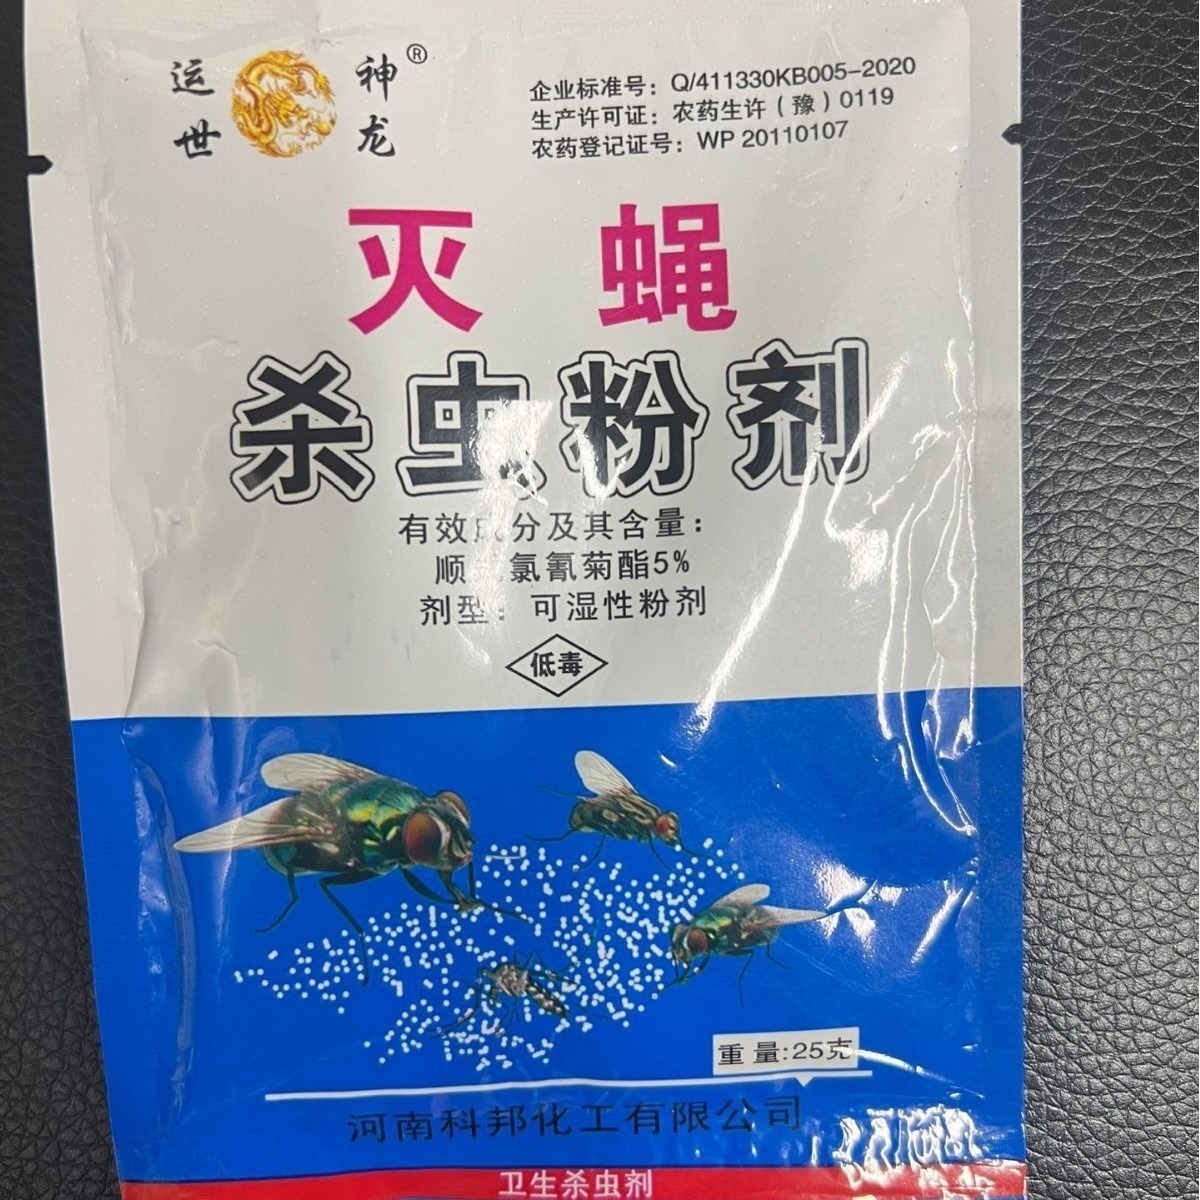 运世 神龙®
企业标准号：Q/411330KB005-2020
生产许可证：农药生许（豫）0119
农药登记证号：WP 20110107
灭蝇
杀虫粉剂
有效成分及其含量：
顺 氯氰菊酯5%
剂型：可湿性粉剂
低毒
重量:25克
河南科邦化工有限公司
卫生杀虫剂